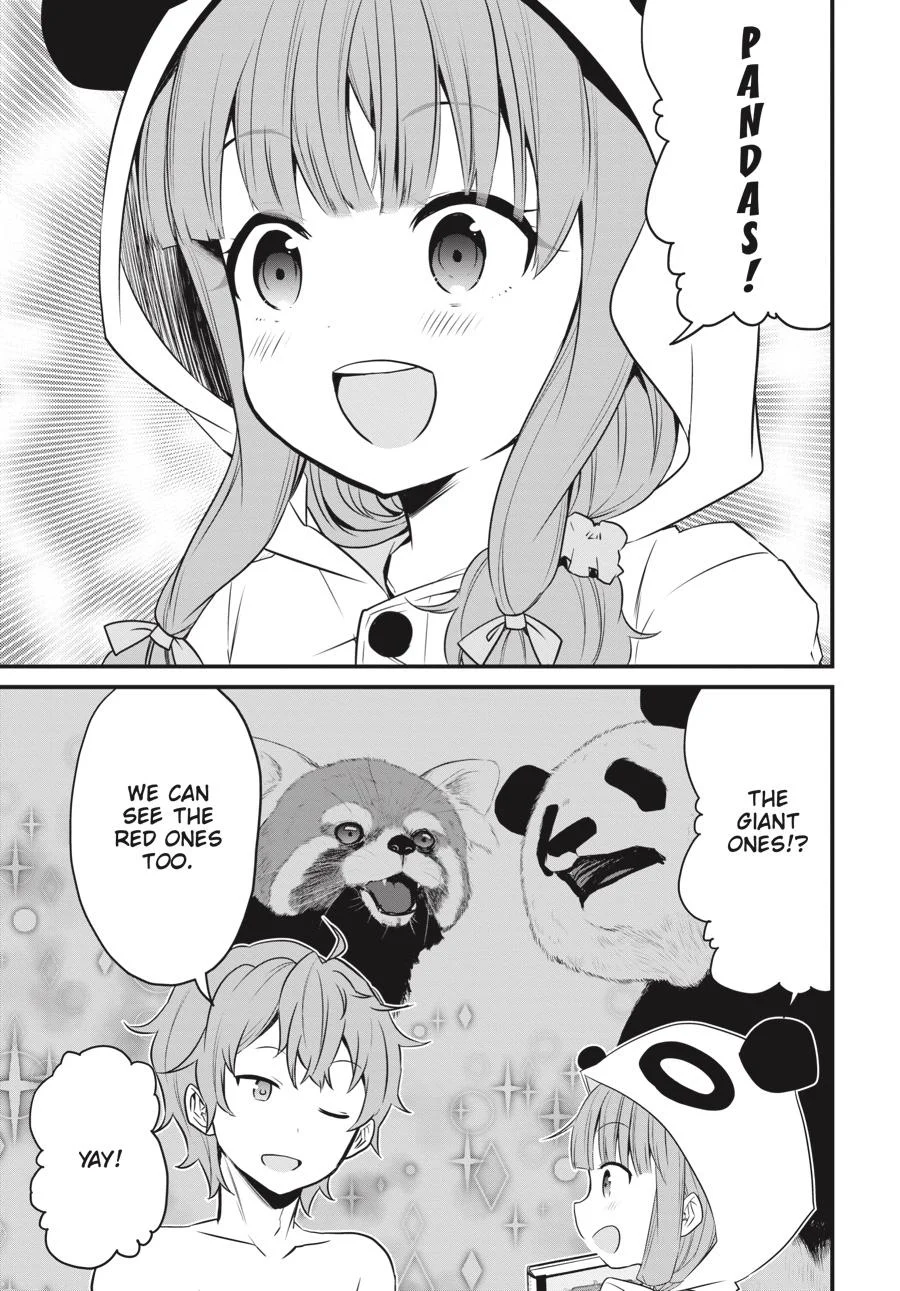 PANDAS!
THE
GIANT
ONES!?
WE CAN
SEE THE
RED ONES
TOO.
YAY!